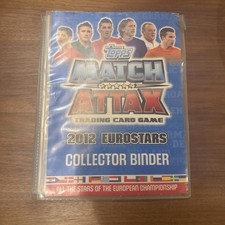 Topps
MATCH
ATTAX
TRADING CARD GAME
2012 EUROSTARS
COLLECTOR BINDER
ALL THE STARS OF THE EUROPEAN CHAMPIONSHIP